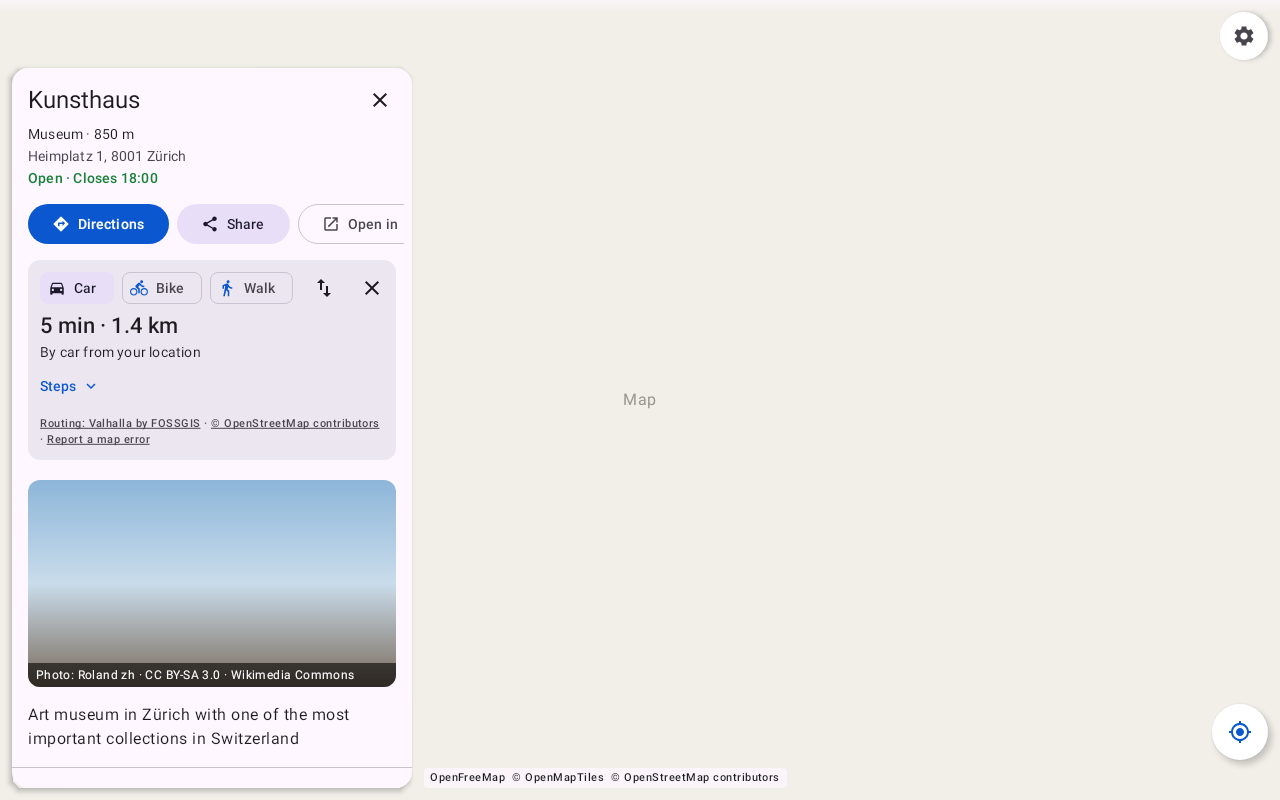 Kunsthaus
Museum · 850 m
Heimplatz 1, 8001 Zürich
Open · Closes 18:00
Directions
Share
Open in
Car
Bike
Walk
5 min · 1.4 km
By car from your location
Steps
Routing: Valhalla by FOSSGIS · © OpenStreetMap contributors
· Report a map error
Photo: Roland zh · CC BY-SA 3.0 · Wikimedia Commons
Art museum in Zürich with one of the most
important collections in Switzerland
Map
OpenFreeMap © OpenMapTiles © OpenStreetMap contributors